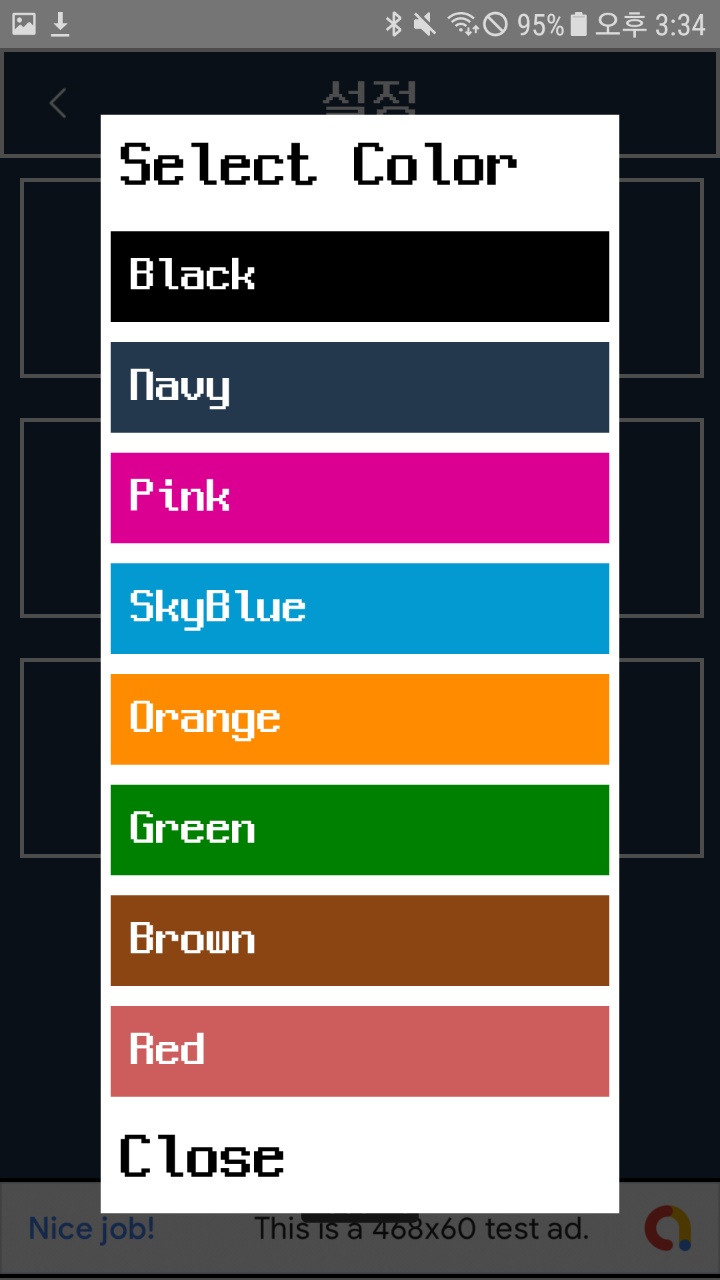 95% 오후 3:34
설정
Select Color
Black
Navy
Pink
SkyBlue
Orange
Green
Brown
Red
Close
Nice job! This is a 468x60 test ad.